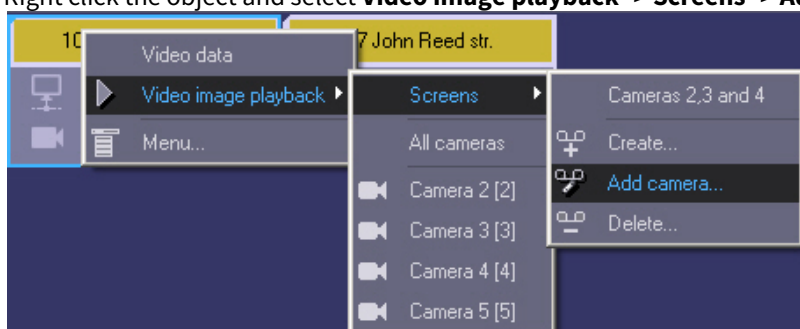 Right click the object and select Video image playback -> Screens ->
10
7 John Reed str.
Video data
Video image playback
Menu...
Screens
All cameras
Camera 2 [2]
Camera 3 [3]
Camera 4 [4]
Camera 5 [5]
Cameras 2,3 and 4
Create...
Add camera...
Delete...